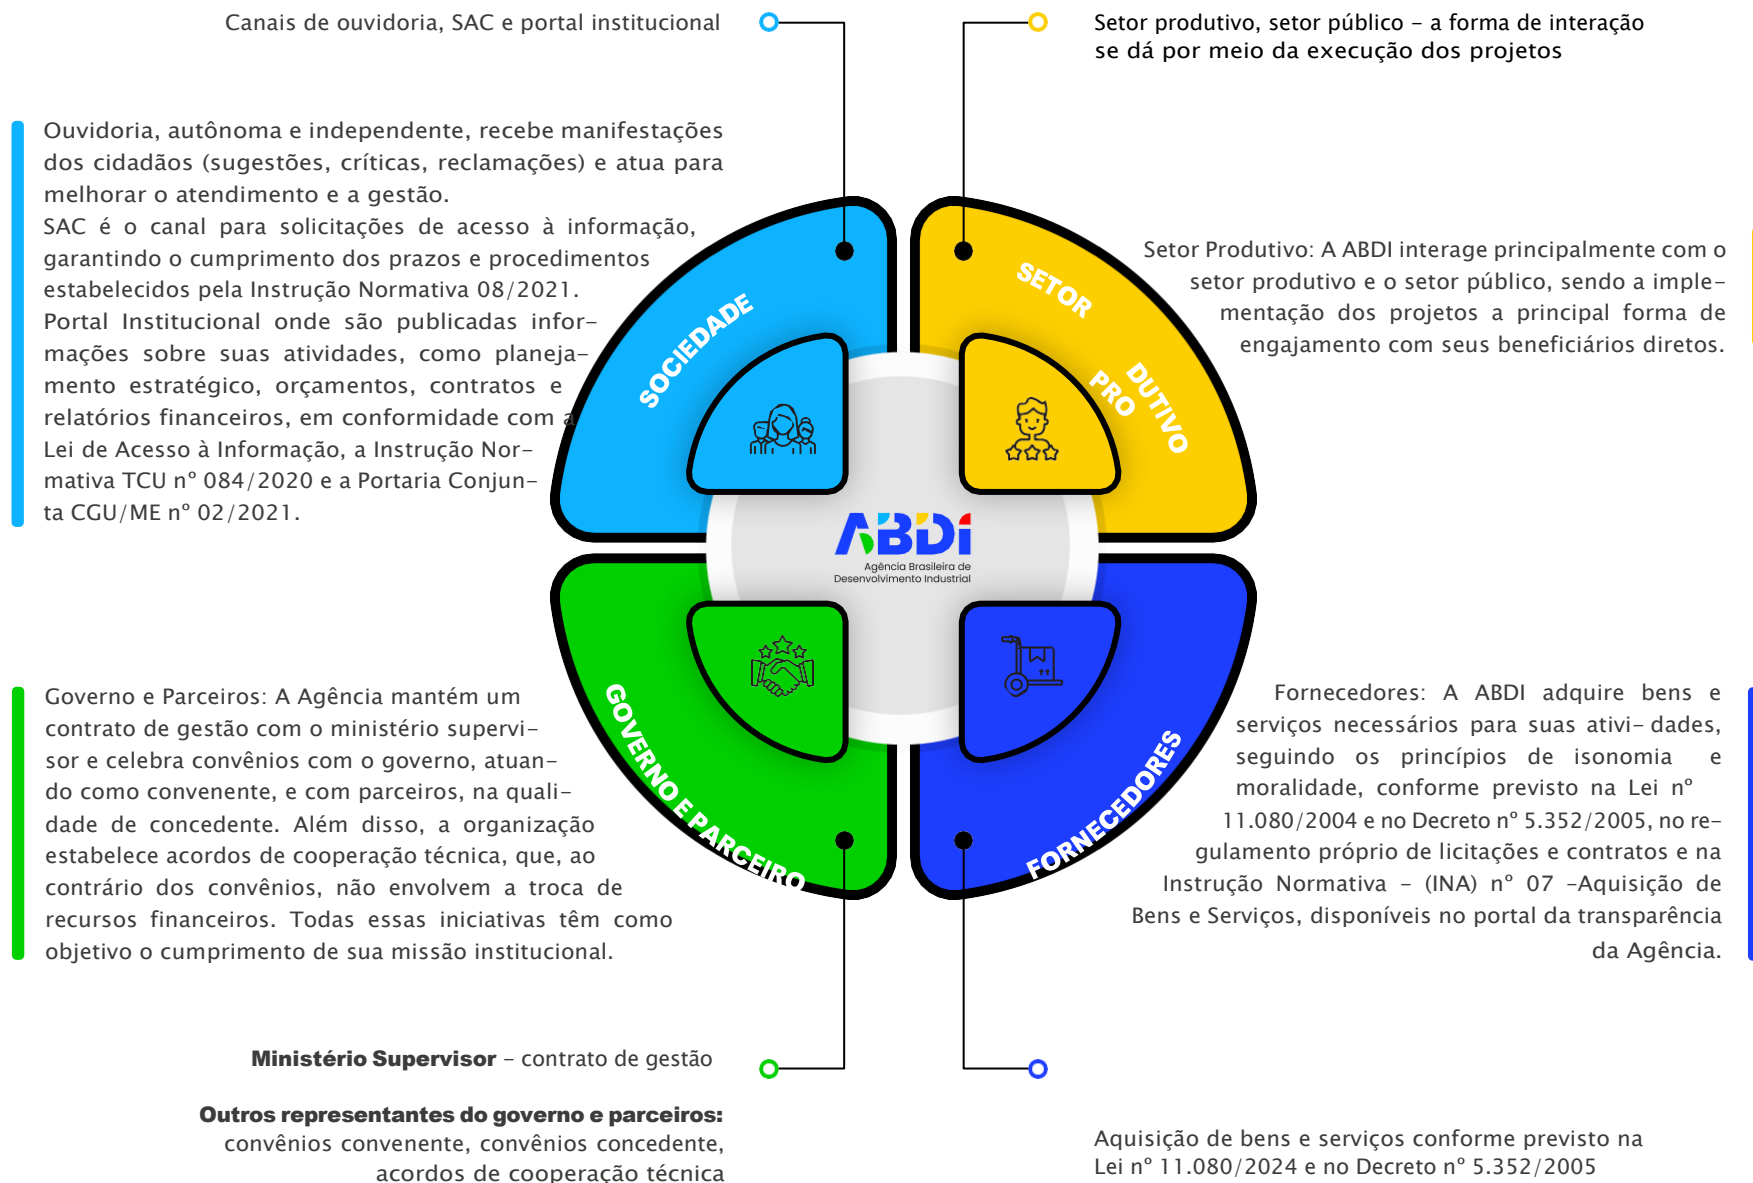 Canais de ouvidoria, SAC e portal institucional
Setor produtivo, setor público – a forma de interação
se dá por meio da execução dos projetos
Ouvidoria, autônoma e independente, recebe manifestações
dos cidadãos (sugestões, críticas, reclamações) e atua para
melhorar o atendimento e a gestão.
SAC é o canal para solicitações de acesso à informação,
garantindo o cumprimento dos prazos e procedimentos
estabelecidos pela Instrução Normativa 08/2021.
Portal Institucional onde são publicadas infor-
mações sobre suas atividades, como planeja-
mento estratégico, orçamentos, contratos e
relatórios financeiros, em conformidade com a
Lei de Acesso à Informação, a Instrução Nor-
mativa TCU nº 084/2020 e a Portaria Conjun-
ta CGU/ME nº 02/2021.
SOCIEDADE
SETOR
PRO
DUTIVO
Setor Produtivo: A ABDI interage principalmente com o
setor produtivo e o setor público, sendo a imple-
mentação dos projetos a principal forma de
engajamento com seus beneficiários diretos.
ABDi
Agência Brasileira de
Desenvolvimento Industrial
Governo e Parceiros: A Agência mantém um
contrato de gestão com o ministério supervi-
sor e celebra convênios com o governo, atuan-
do como convenente, e com parceiros, na quali-
dade de concedente. Além disso, a organização
estabelece acordos de cooperação técnica, que, ao
contrário dos convênios, não envolvem a troca de
recursos financeiros. Todas essas iniciativas têm como
objetivo o cumprimento de sua missão institucional.
GOVERNO E PARCEIRO
FORNECEDORES
Fornecedores: A ABDI adquire bens e
serviços necessários para suas ativi- dades,
seguindo os princípios de isonomia e
moralidade, conforme previsto na Lei nº
11.080/2004 e no Decreto nº 5.352/2005, no re-
gulamento próprio de licitações e contratos e na
Instrução Normativa – (INA) nº 07 –Aquisição de
Bens e Serviços, disponíveis no portal da transparência
da Agência.
Ministério Supervisor – contrato de gestão
Outros representantes do governo e parceiros:
convênios convenente, convênios concedente,
acordos de cooperação técnica
Aquisição de bens e serviços conforme previsto na
Lei nº 11.080/2024 e no Decreto nº 5.352/2005